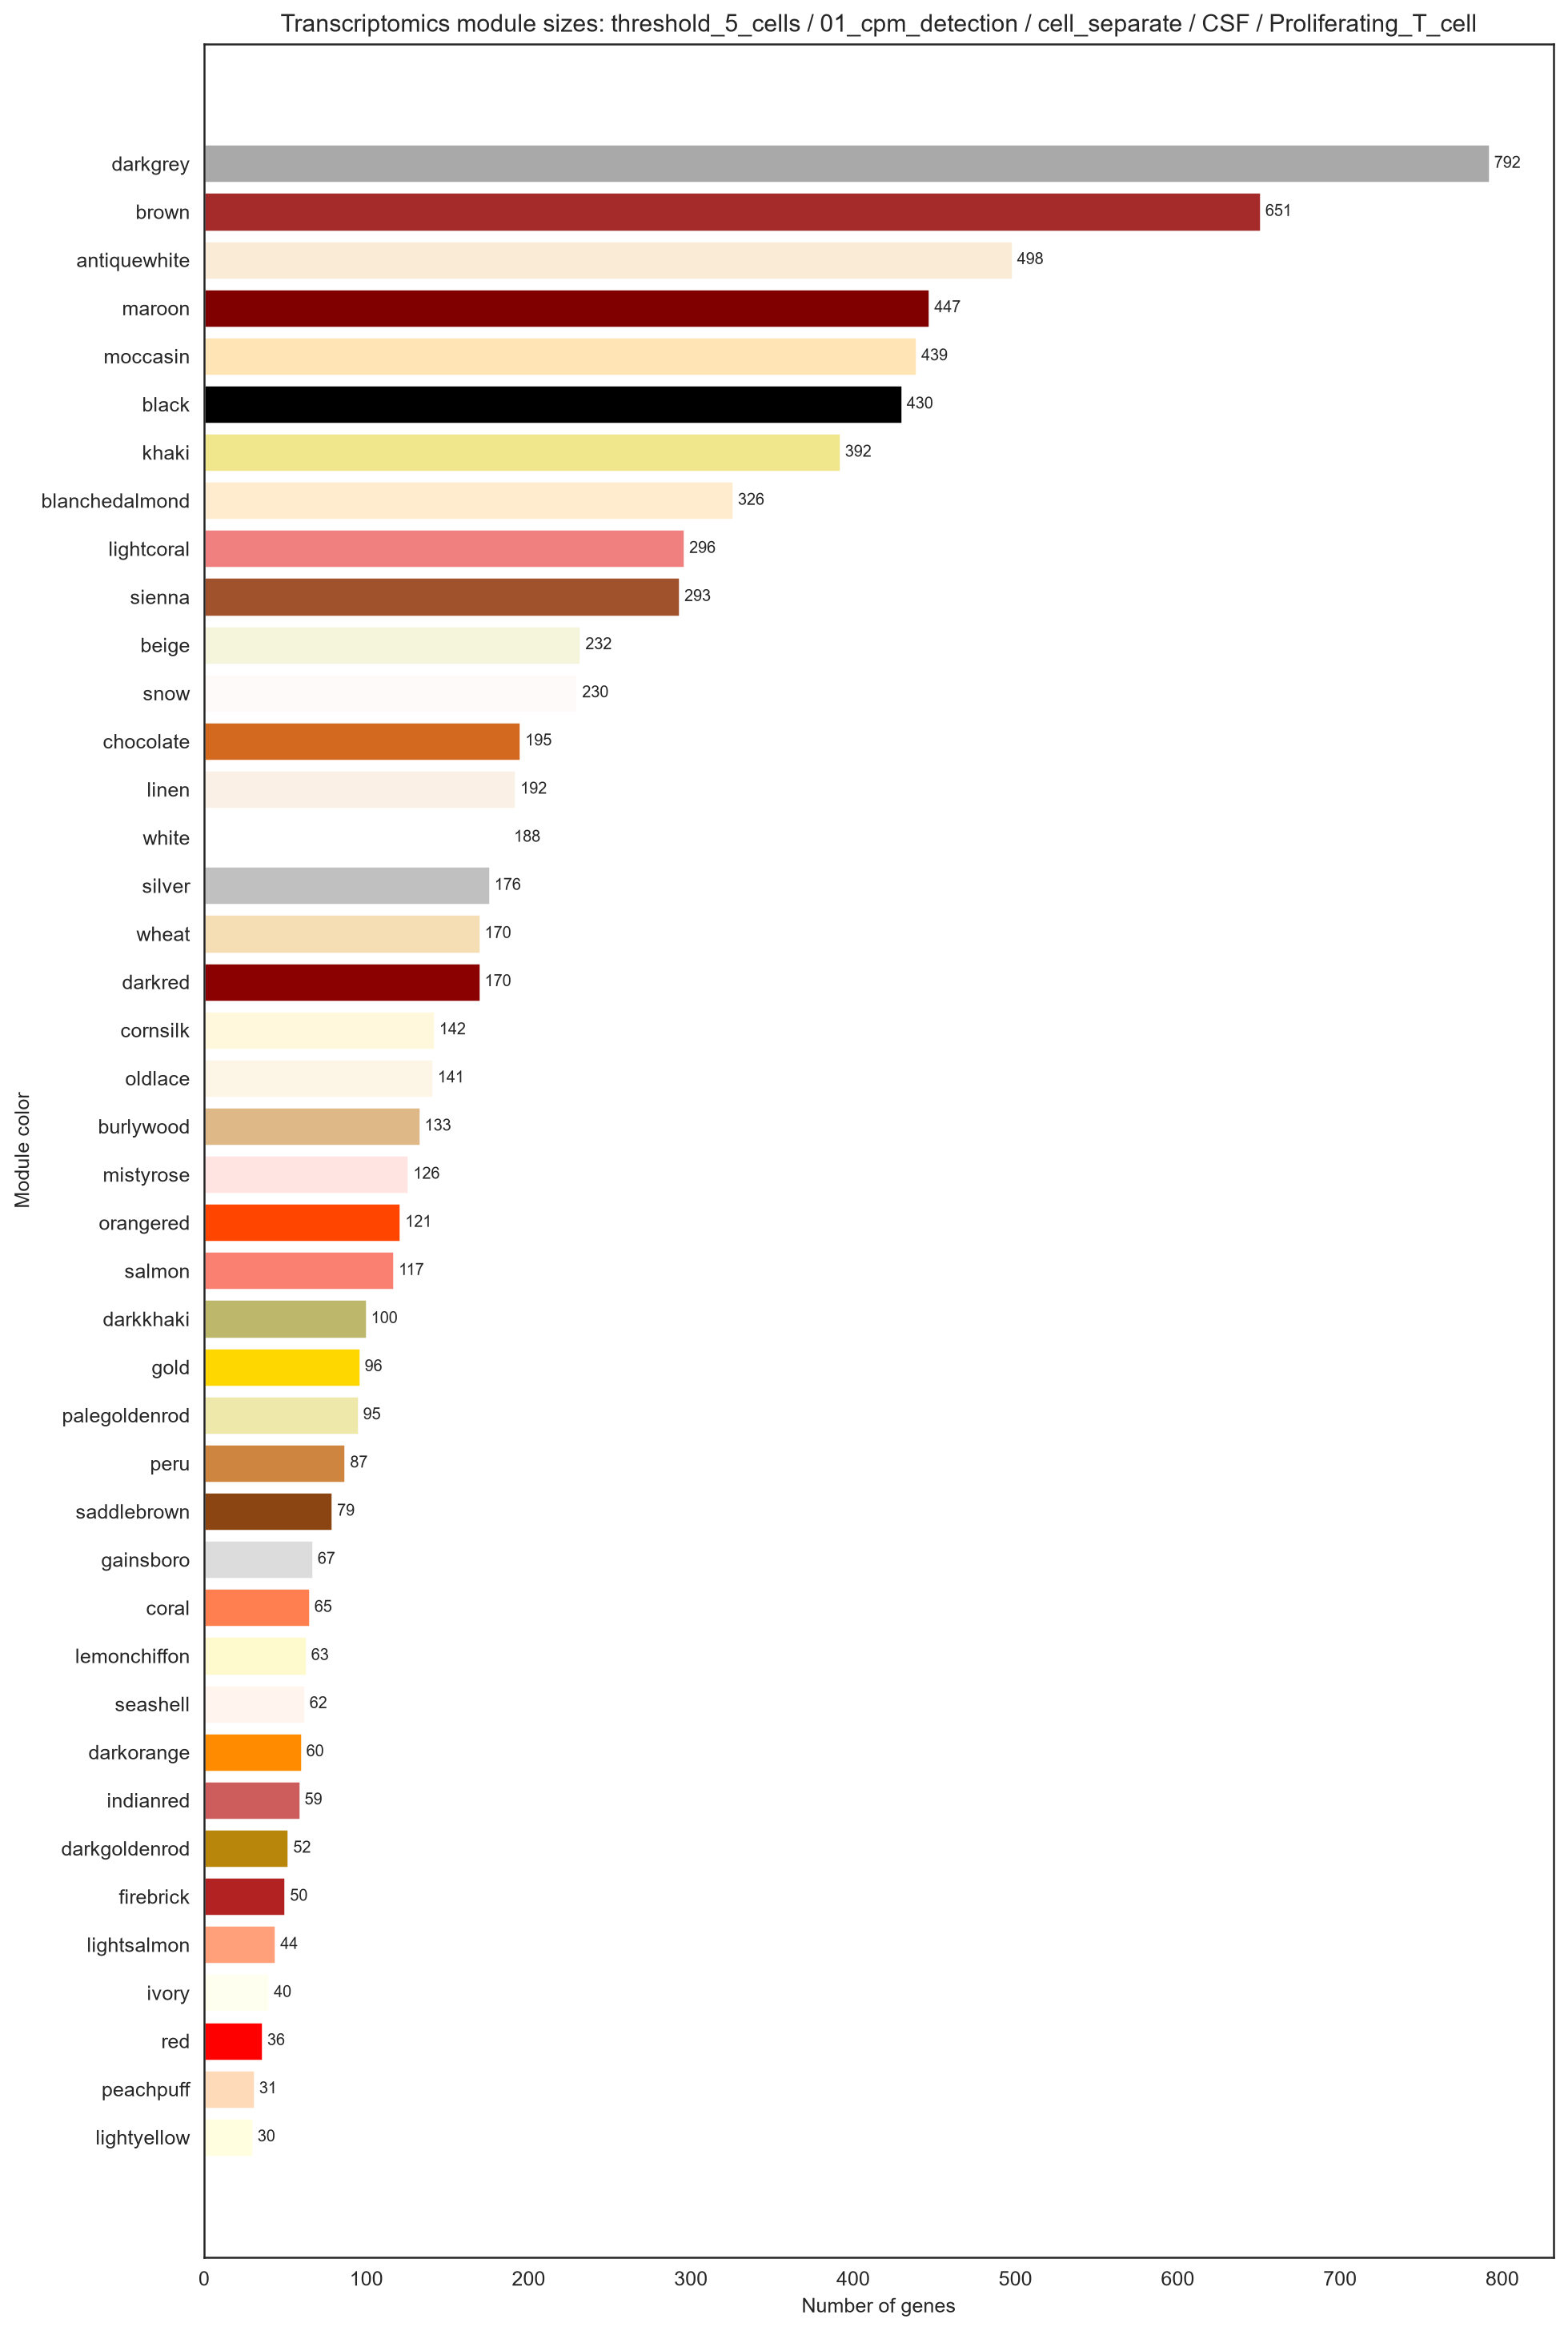 Transcriptomics module sizes: threshold_5_cells / 01_cpm_detection / cell_separate / CSF / Proliferating_T_cell
Module color
darkgrey 792
brown 651
antiquewhite 498
maroon 447
moccasin 439
black 430
khaki 392
blanchedalmond 326
lightcoral 296
sienna 293
beige 232
snow 230
chocolate 195
linen 192
white 188
silver 176
wheat 170
darkred 170
cornsilk 142
oldlace 141
burlywood 133
mistyrose 126
orangered 121
salmon 117
darkkhaki 100
gold 96
palegoldenrod 95
peru 87
saddlebrown 79
gainsboro 67
coral 65
lemonchiffon 63
seashell 62
darkorange 60
indianred 59
darkgoldenrod 52
firebrick 50
lightsalmon 44
ivory 40
red 36
peachpuff 31
lightyellow 30
0 100 200 300 400 500 600 700 800
Number of genes